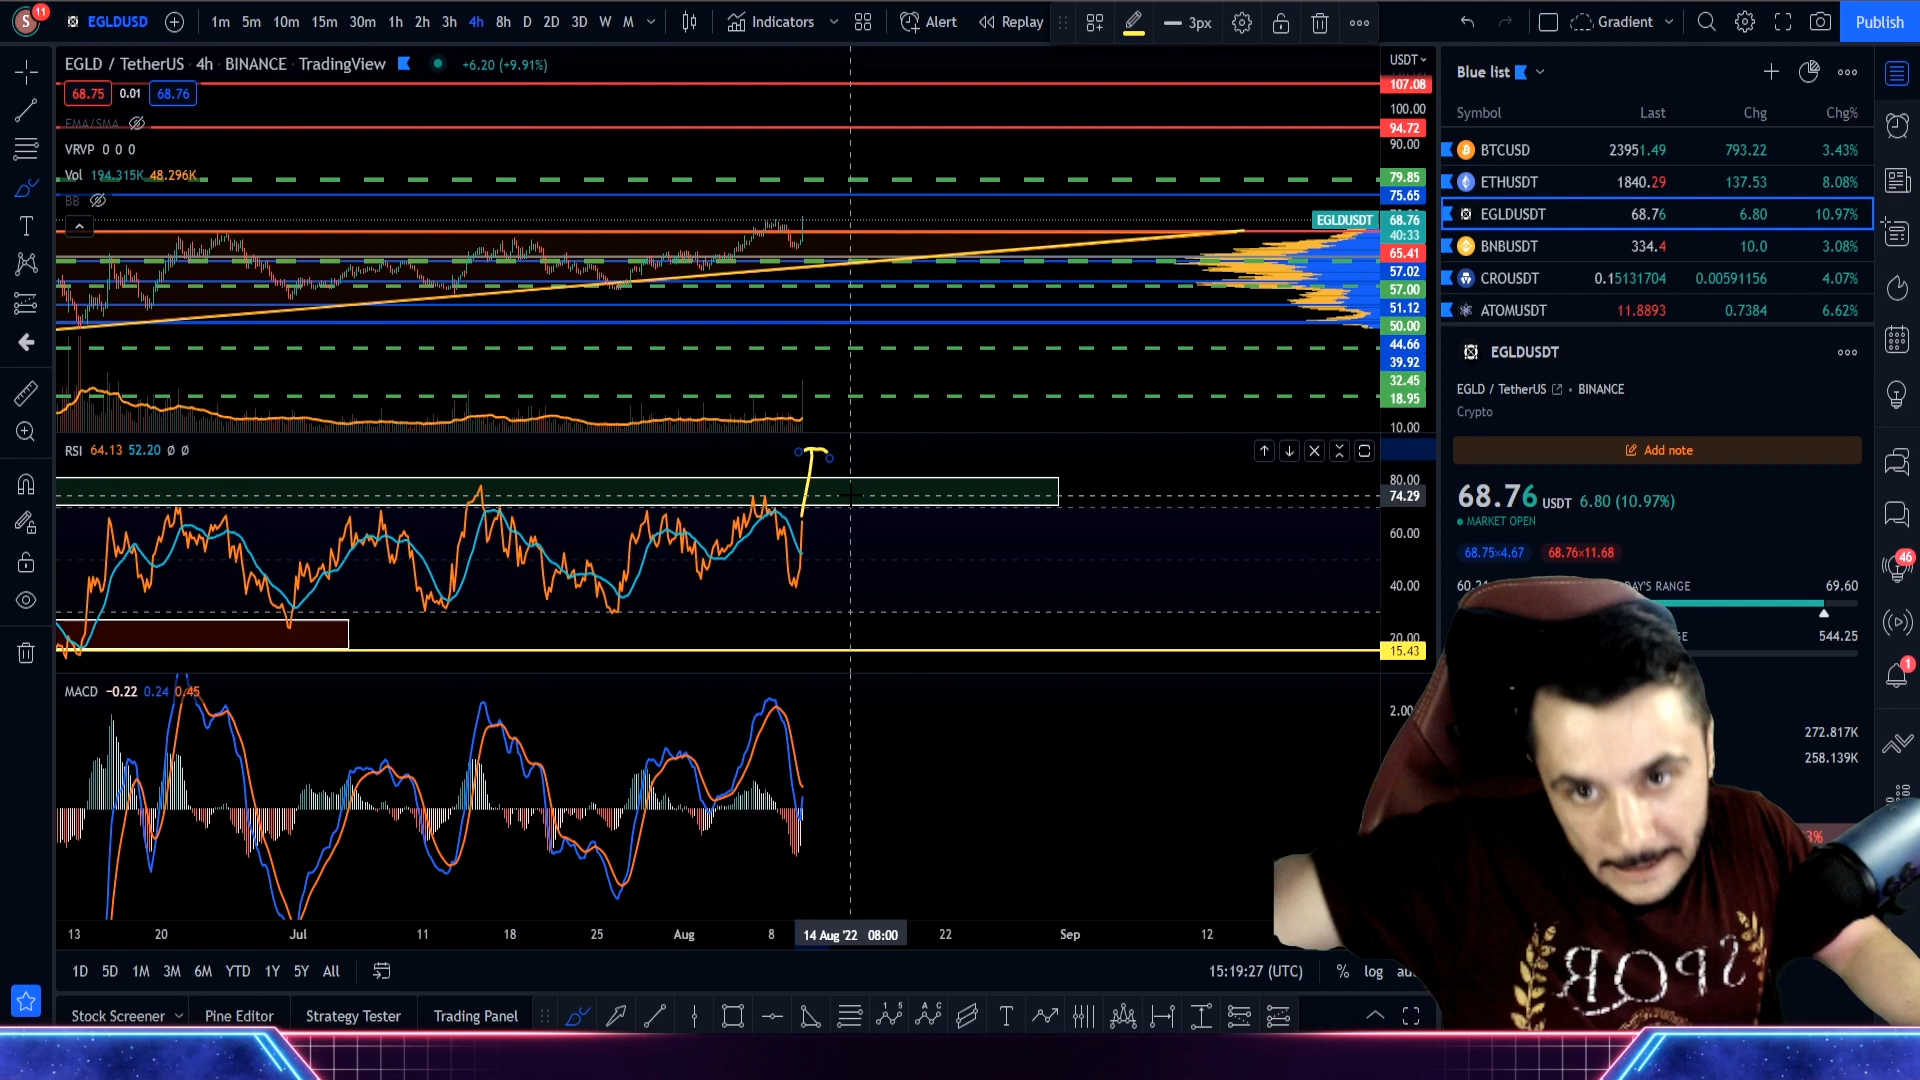 S 11 EGLDUSD 1m 5m 10m 15m 30m 1h 2h 3h 4h 8h D 2D 3D W M Indicators Alert Replay 3px Gradient Publish
EGLD / TetherUS · 4h · BINANCE · TradingView +6.20 (+9.91%)
68.75 0.01 68.76
EMA/SMA
VRVP 0 0 0
Vol 194.315K 48.296K
BB
USDT
107.08
100.00
94.72
90.00
79.85
75.65
EGLDUSDT 68.76
40:33
65.41
57.02
57.00
51.12
50.00
44.66
39.92
32.45
18.95
10.00
RSI 64.13 52.20 Ø Ø
80.00
74.29
60.00
40.00
20.00
15.43
MACD −0.22 0.24 0.45
2.00
13 20 Jul 11 18 25 Aug 8 14 Aug '22 08:00 22 Sep 12
1D 5D 1M 3M 6M YTD 1Y 5Y All 15:19:27 (UTC) % log
Stock Screener Pine Editor Strategy Tester Trading Panel
Blue list
Symbol Last Chg Chg%
BTCUSD 23951.49 793.22 3.43%
ETHUSDT 1840.29 137.53 8.08%
EGLDUSDT 68.76 6.80 10.97%
BNBUSDT 334.4 10.0 3.08%
CROUSDT 0.15131704 0.00591156 4.07%
ATOMUSDT 11.8893 0.7384 6.62%
EGLDUSDT
EGLD / TetherUS • BINANCE
Crypto
Add note
68.76 USDT 6.80 (10.97%)
MARKET OPEN
68.75×4.67 68.76×11.68
DAY'S RANGE 69.60
544.25
272.817K
258.139K
46
1
SPQR